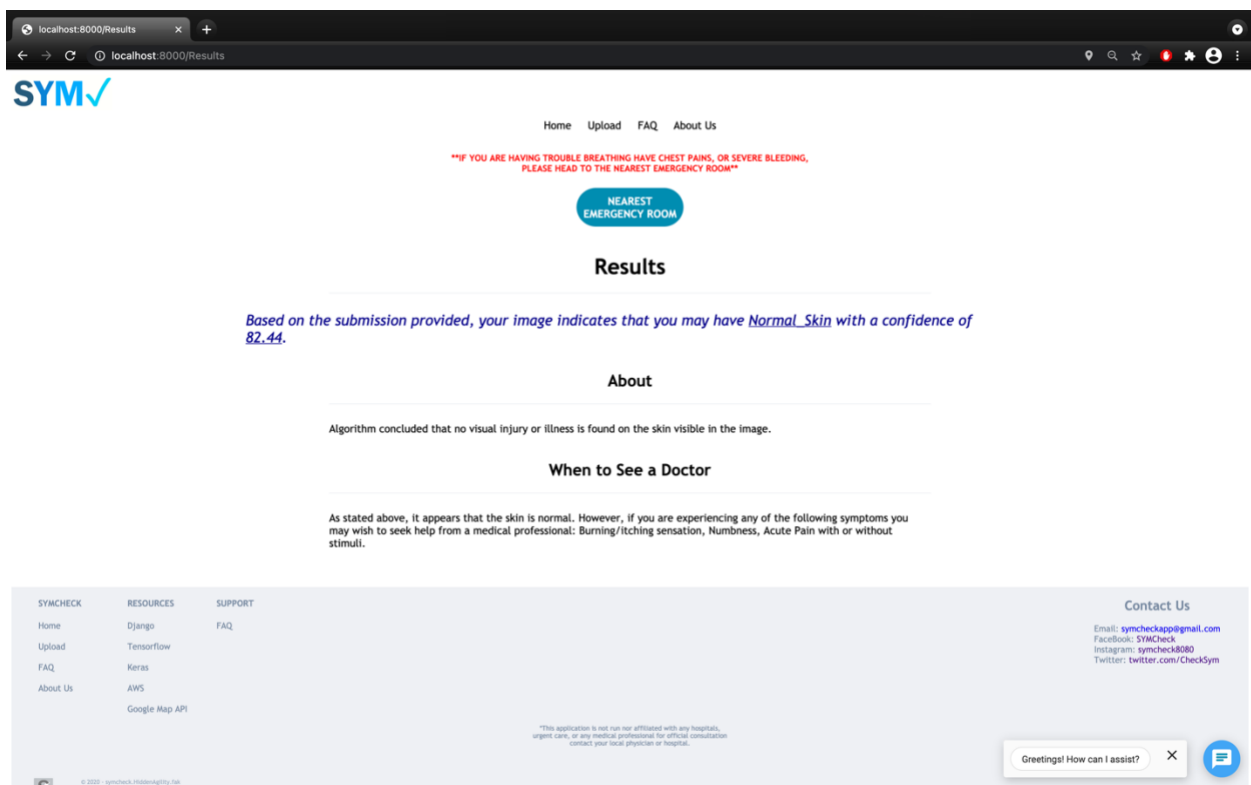 localhost:8000/Results
localhost:8000/Results
SYM
Home Upload FAQ About Us
**IF YOU ARE HAVING TROUBLE BREATHING HAVE CHEST PAINS, OR SEVERE BLEEDING,
PLEASE HEAD TO THE NEAREST EMERGENCY ROOM**
NEAREST
EMERGENCY ROOM
Results
Based on the submission provided, your image indicates that you may have Normal_Skin with a confidence of
82.44.
About
Algorithm concluded that no visual injury or illness is found on the skin visible in the image.
When to See a Doctor
As stated above, it appears that the skin is normal. However, if you are experiencing any of the following symptoms you
may wish to seek help from a medical professional: Burning/itching sensation, Numbness, Acute Pain with or without
stimuli.
SYMCHECK RESOURCES SUPPORT
Home Django FAQ
Upload Tensorflow
FAQ Keras
About Us AWS
Google Map API
Contact Us
Email: symcheckapp@gmail.com
FaceBook: SYMCheck
Instagram: symcheck8080
Twitter: twitter.com/CheckSym
*This application is not run nor affiliated with any hospitals,
urgent care, or any medical professional for official consultation
contact your local physician or hospital.
Greetings! How can I assist?
© 2020 - symcheck.HiddenAgility.